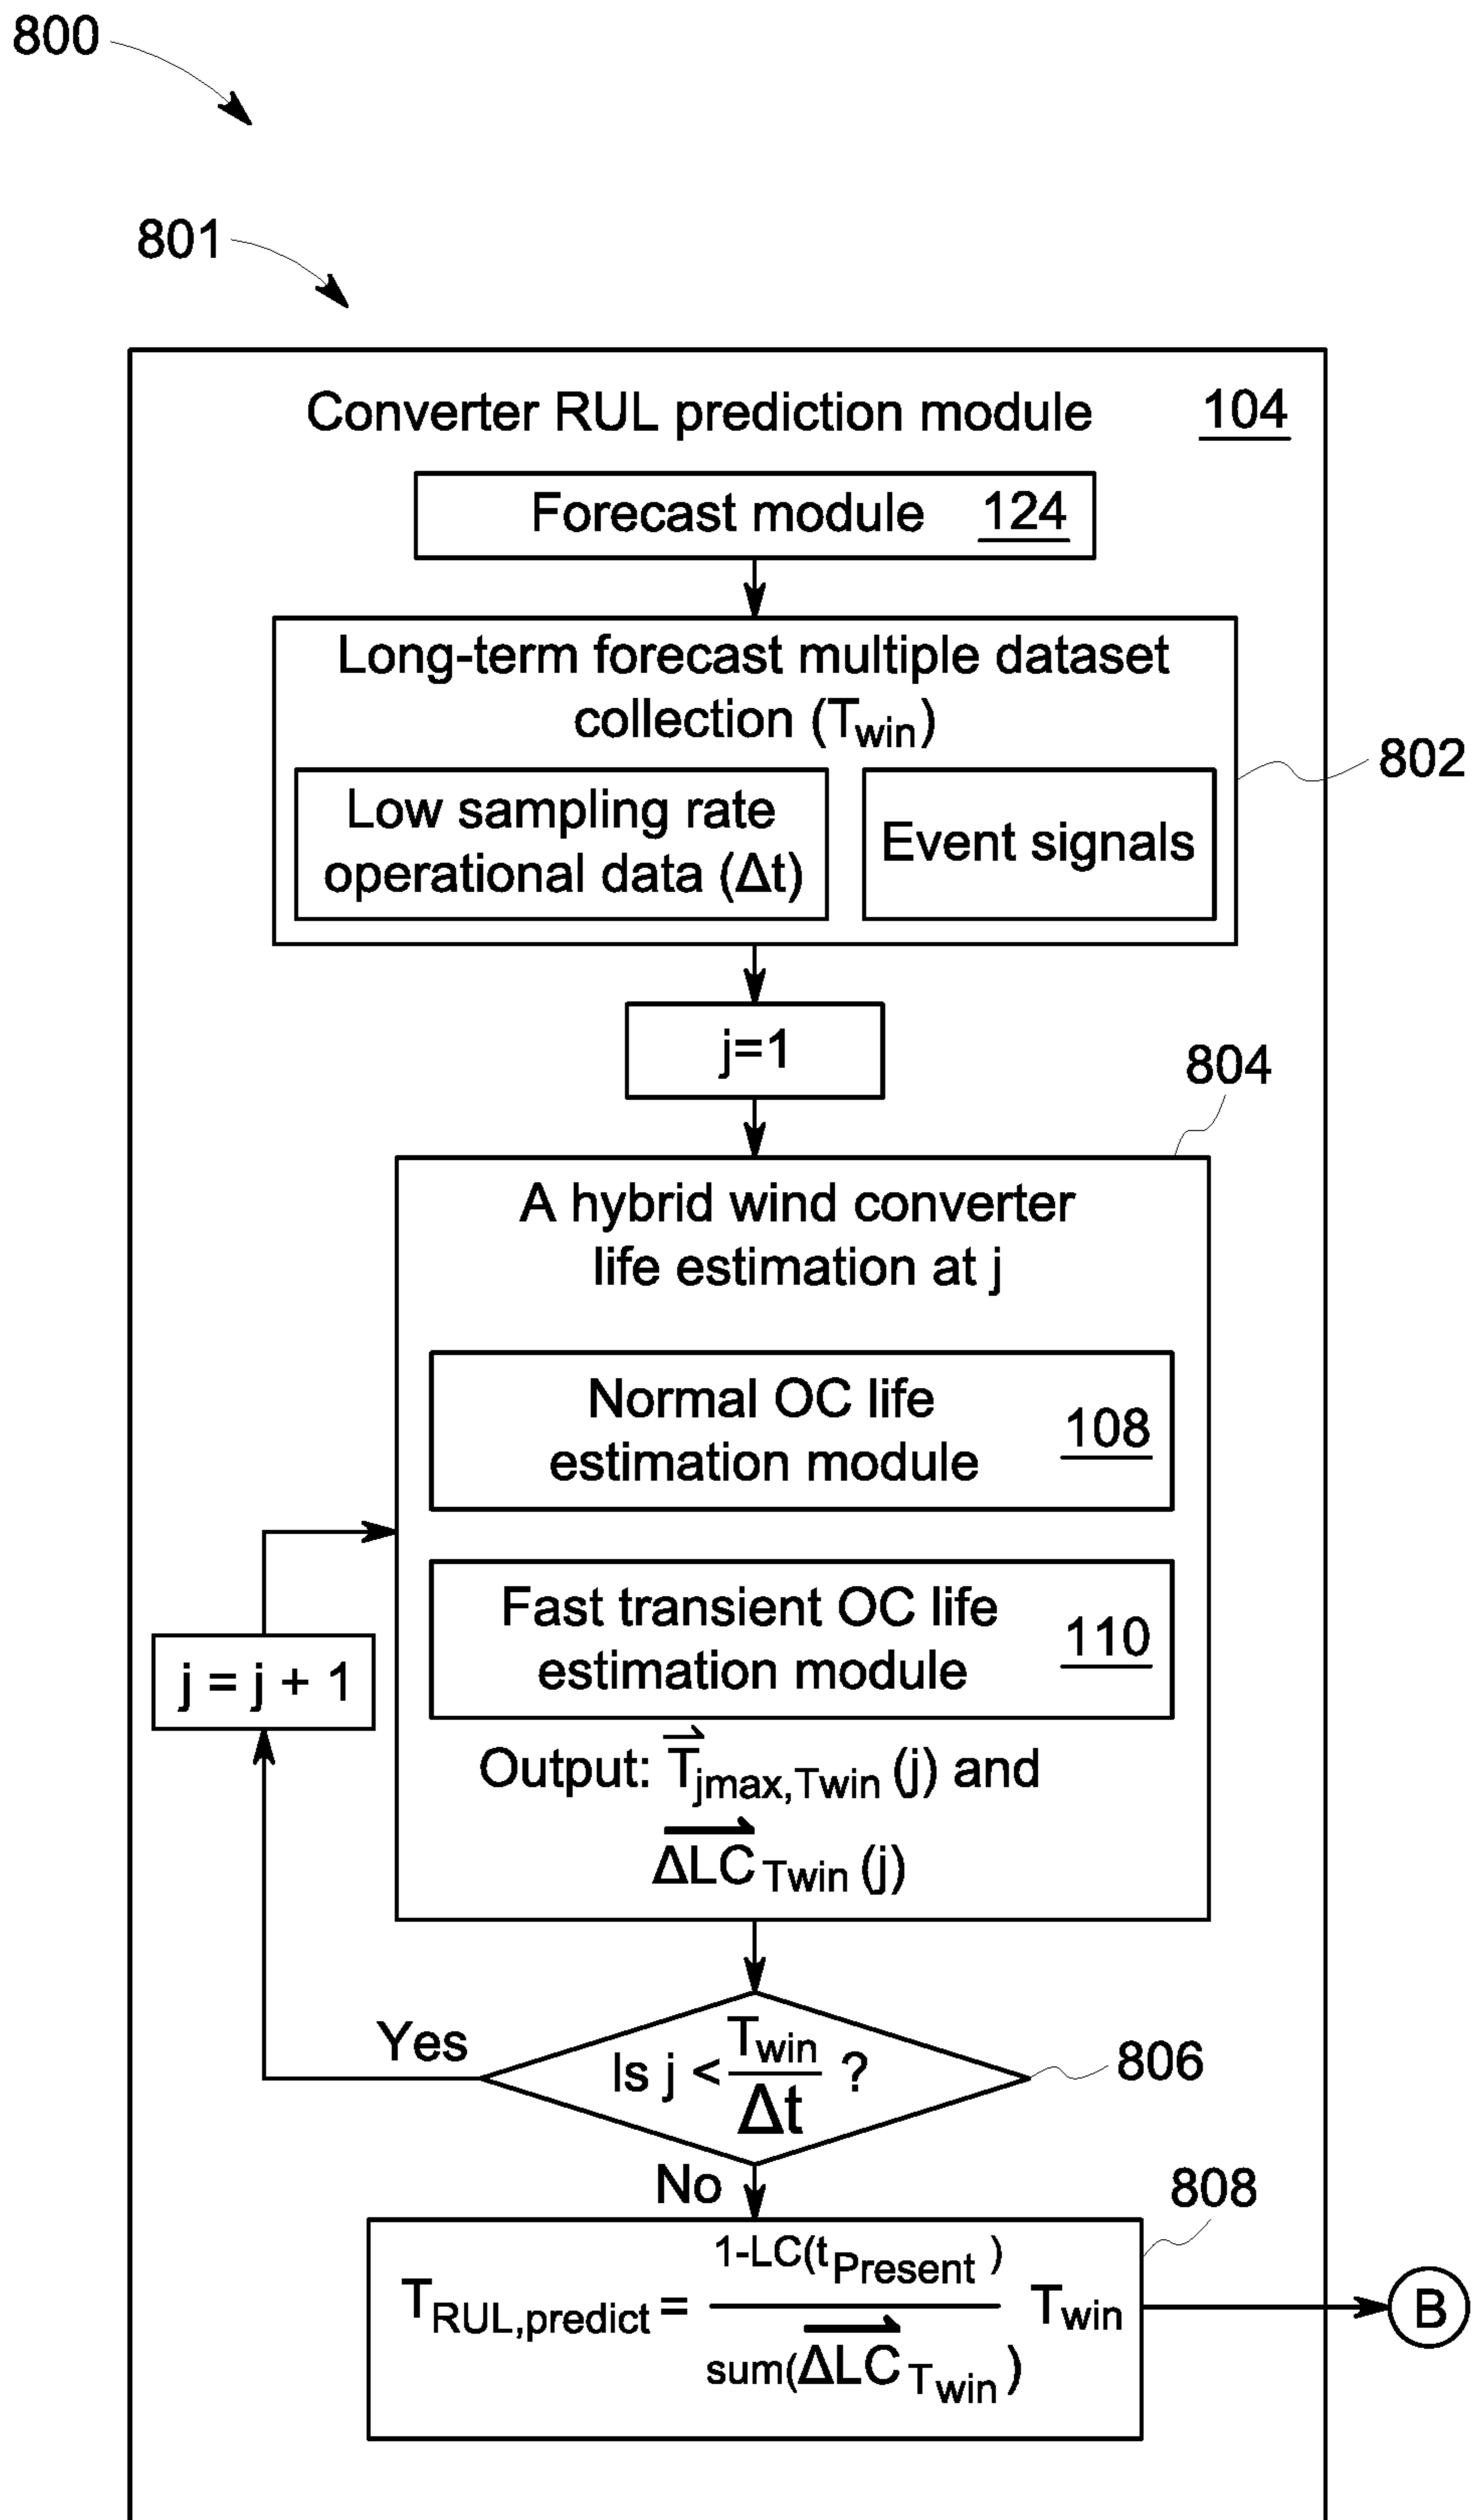 800
801
Converter RUL prediction module 104
Forecast module 124
Long-term forecast multiple dataset
collection (Twin)
802
Low sampling rate
operational data (Δt)
Event signals
j=1
804
A hybrid wind converter
life estimation at j
Normal OC life
estimation module
108
Fast transient OC life
estimation module
110
j = j + 1
Output: T⃗jmax,Twin (j) and
ΔLC⃗ Twin (j)
Yes
Is j < Twin/Δt ?
806
No
808
TRUL,predict = 1-LC(tPresent) / sum(ΔLC⃗ Twin) Twin
B